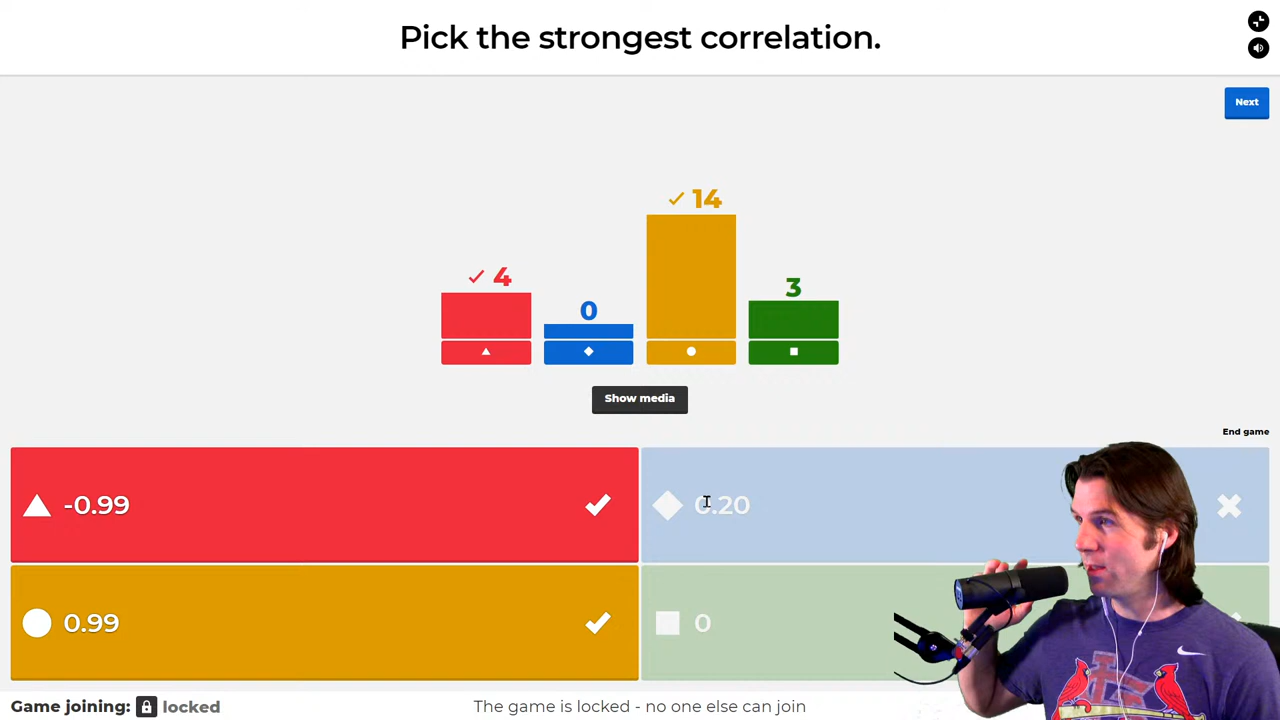 Pick the strongest correlation.
Next
4
0
14
3
Show media
End game
-0.99
0.20
0.99
0
Game joining: locked
The game is locked - no one else can join